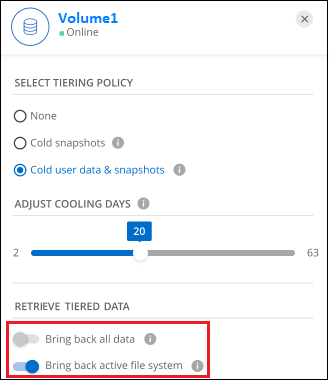 Volume1
Online
SELECT TIERING POLICY
None
Cold snapshots
Cold user data & snapshots
ADJUST COOLING DAYS
20
2 63
RETRIEVE TIERED DATA
Bring back all data
Bring back active file system